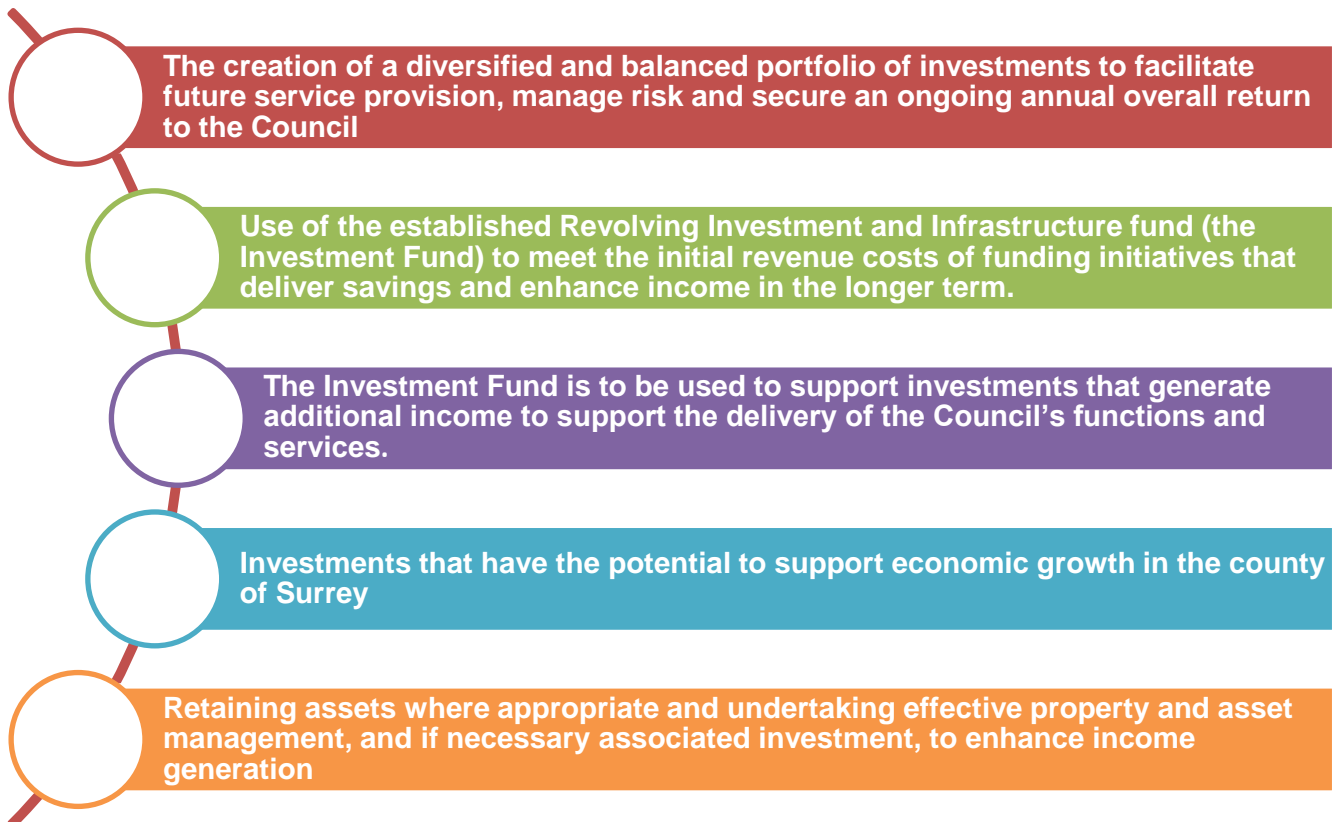 The creation of a diversified and balanced portfolio of investments to facilitate
future service provision, manage risk and secure an ongoing annual overall return
to the Council
Use of the established Revolving Investment and Infrastructure fund (the
Investment Fund) to meet the initial revenue costs of funding initiatives that
deliver savings and enhance income in the longer term.
The Investment Fund is to be used to support investments that generate
additional income to support the delivery of the Council’s functions and
services.
Investments that have the potential to support economic growth in the county
of Surrey
Retaining assets where appropriate and undertaking effective property and asset
management, and if necessary associated investment, to enhance income
generation